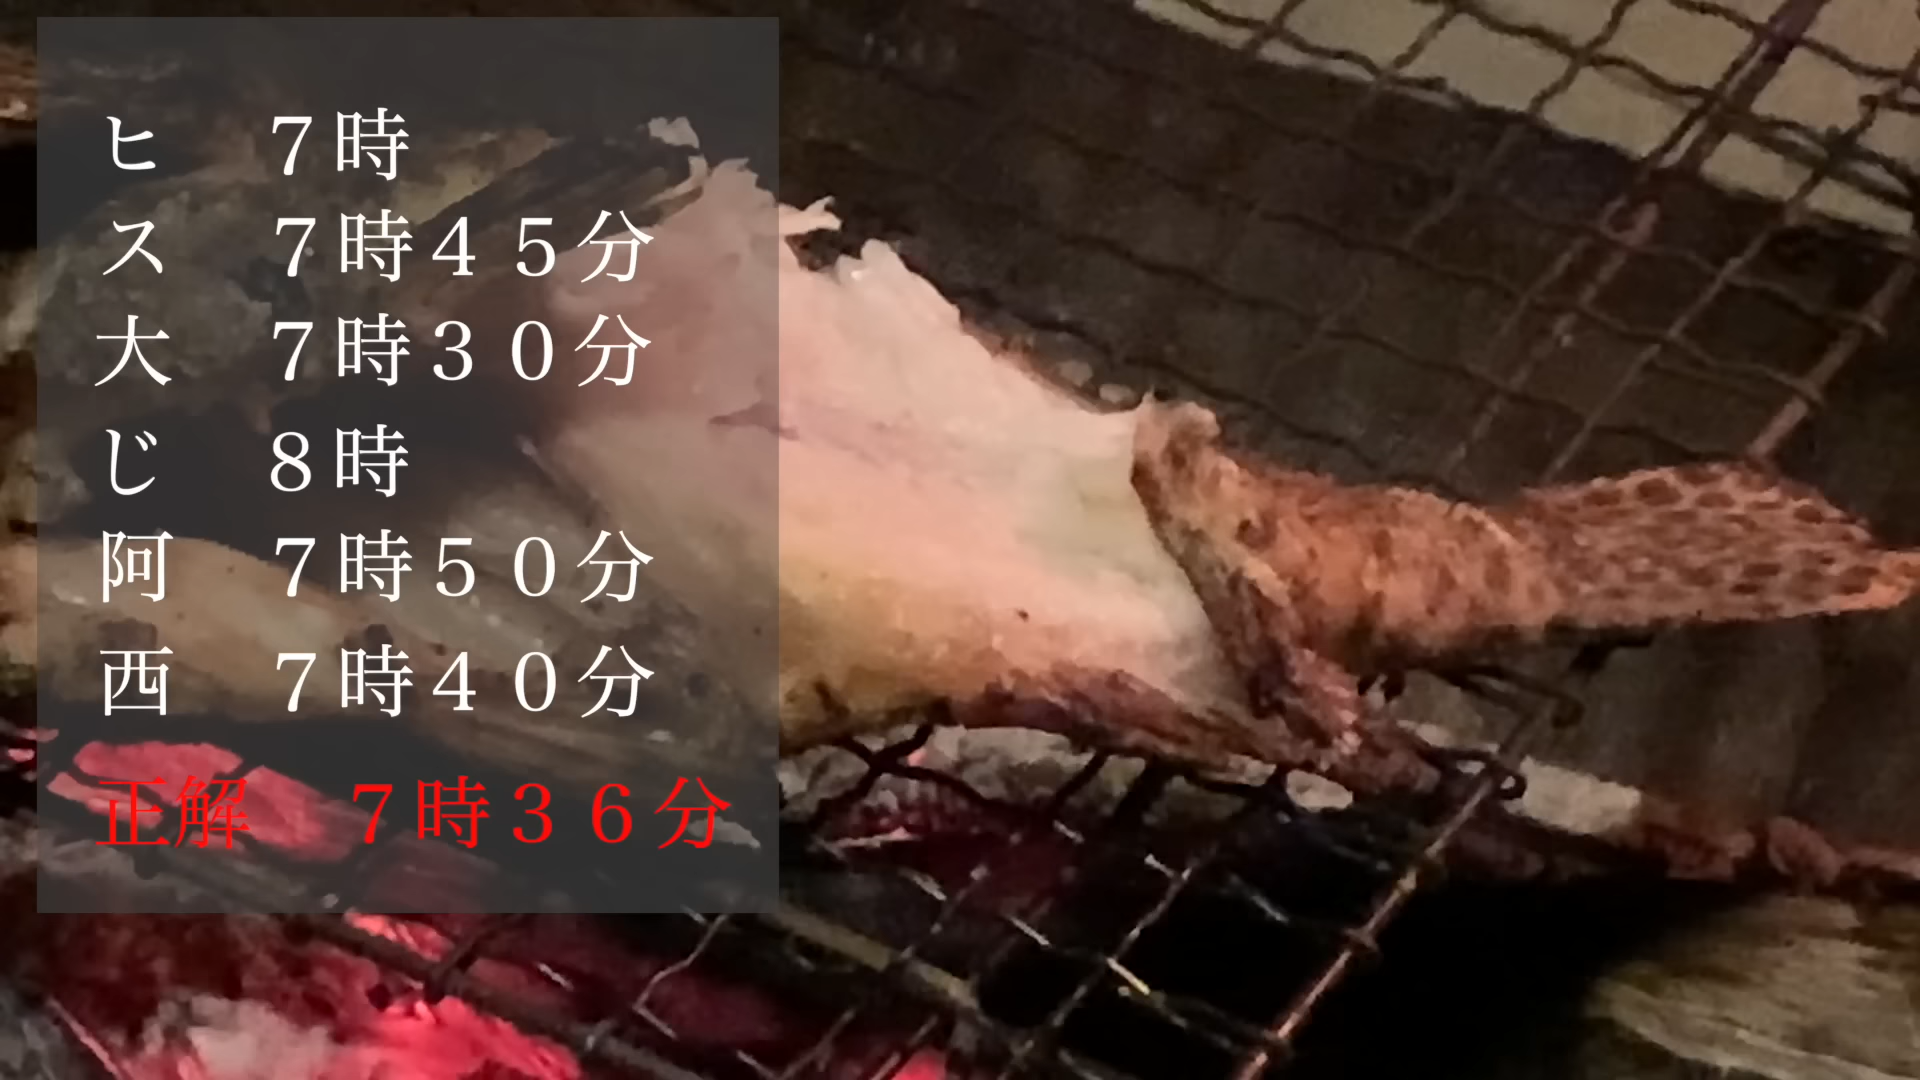 ヒ　７時
ス　７時４５分
大　７時３０分
じ　８時
阿　７時５０分
西　７時４０分
正解　７時３６分